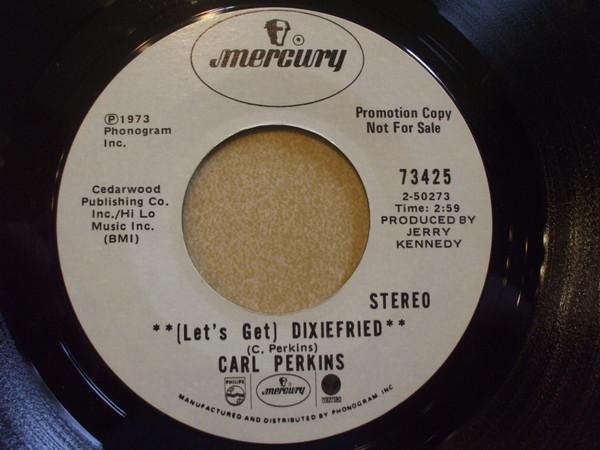 mercury
℗1973
Phonogram
Inc.
Promotion Copy
Not For Sale
Cedarwood
Publishing Co.
Inc./Hi Lo
Music Inc.
(BMI)
73425
2-50273
Time: 2:59
PRODUCED BY
JERRY
KENNEDY
STEREO
**(Let's Get) DIXIEFRIED**
(C. Perkins)
CARL PERKINS
PHILIPS
mercury
MANUFACTURED AND DISTRIBUTED BY PHONOGRAM, INC